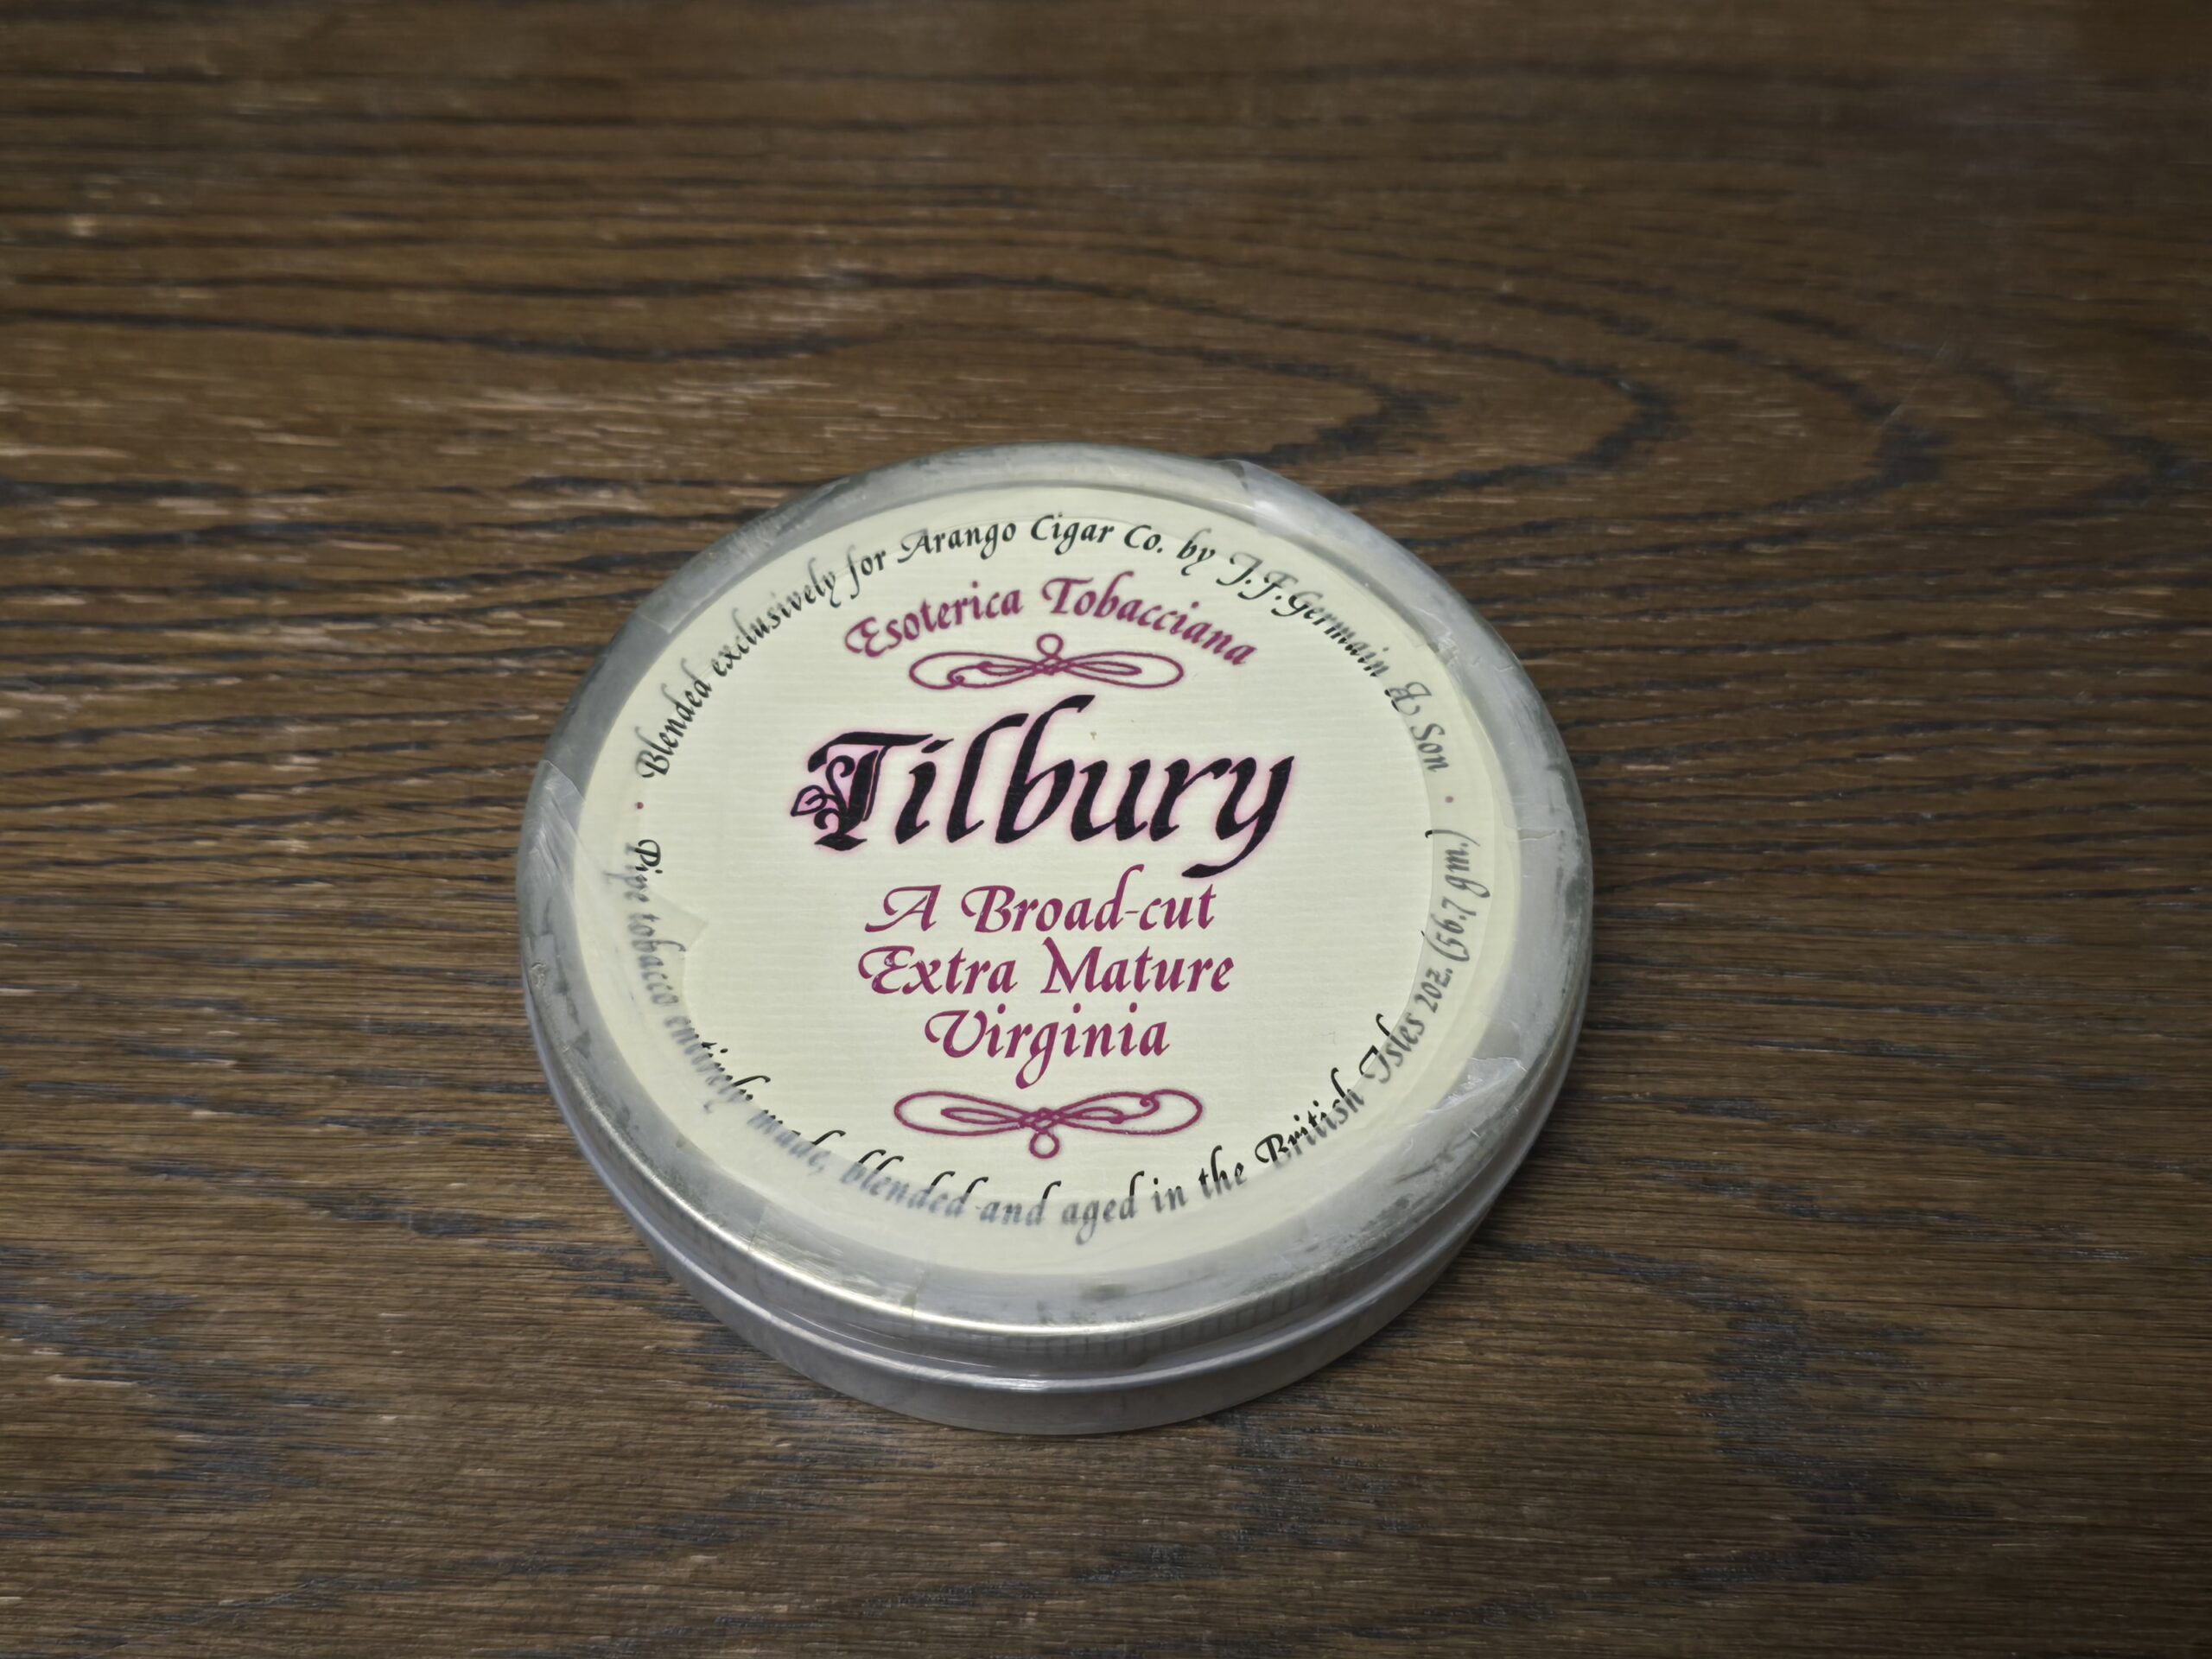 Blended exclusively for Arango Cigar Co. by J.F.Germain & Son
Esoterica Tobacciana
Tilbury
A Broad-cut
Extra Mature
Virginia
Pipe tobacco entirely made, blended and aged in the British Isles 2oz. (56.7 gm.)